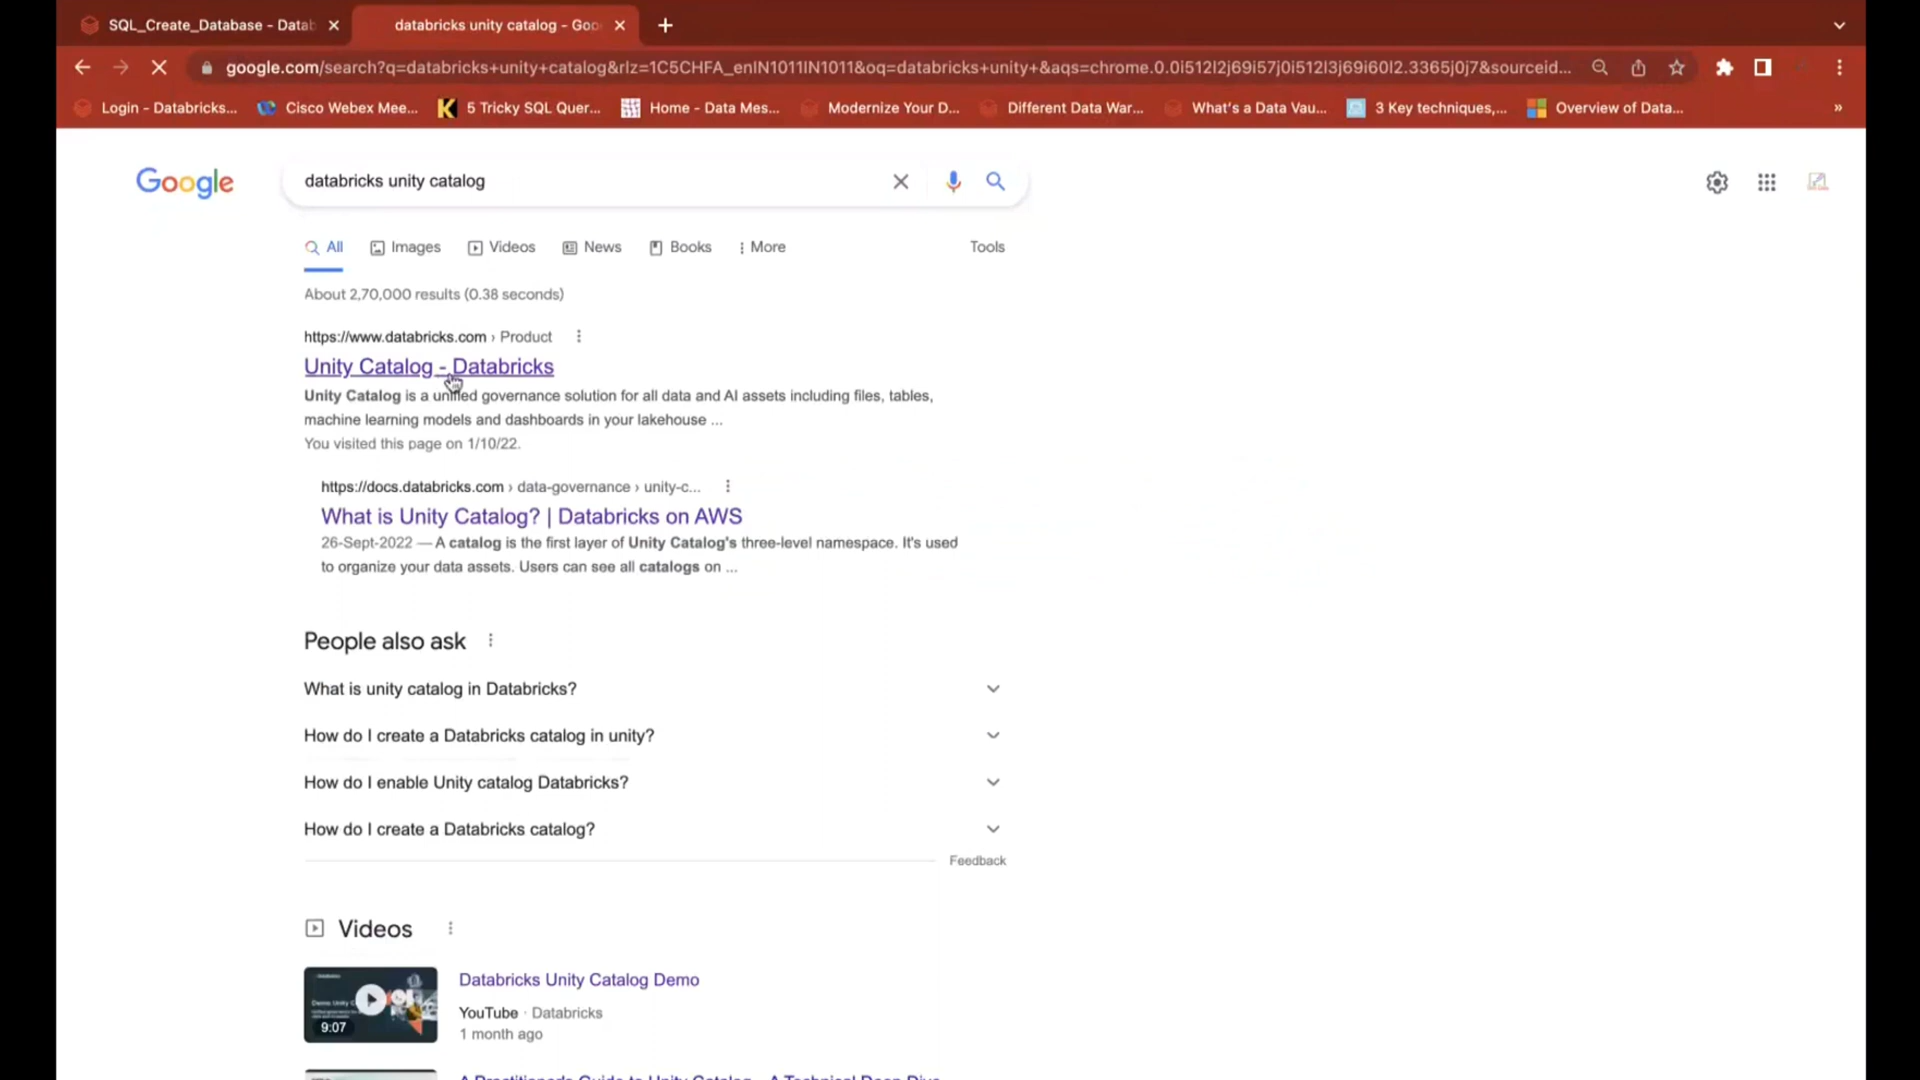 SQL_Create_Database - Datab
databricks unity catalog - Goo
google.com/search?q=databricks+unity+catalog&rlz=1C5CHFA_enIN1011IN1011&oq=databricks+unity+&aqs=chrome.0.0i512l2j69i57j0i512l3j69i60l2.3365j0j7&sourceid...
Login - Databricks...
Cisco Webex Mee...
5 Tricky SQL Quer...
Home - Data Mes...
Modernize Your D...
Different Data War...
What's a Data Vau...
3 Key techniques,...
Overview of Data...
»
Google
databricks unity catalog
All
Images
Videos
News
Books
More
Tools
About 2,70,000 results (0.38 seconds)
https://www.databricks.com › Product
Unity Catalog - Databricks
Unity Catalog is a unified governance solution for all data and AI assets including files, tables,
machine learning models and dashboards in your lakehouse ...
You visited this page on 1/10/22.
https://docs.databricks.com › data-governance › unity-c...
What is Unity Catalog? | Databricks on AWS
26-Sept-2022 — A catalog is the first layer of Unity Catalog's three-level namespace. It's used
to organize your data assets. Users can see all catalogs on ...
People also ask
What is unity catalog in Databricks?
How do I create a Databricks catalog in unity?
How do I enable Unity catalog Databricks?
How do I create a Databricks catalog?
Feedback
Videos
9:07
Databricks Unity Catalog Demo
YouTube · Databricks
1 month ago
A Practitioner's Guide to Unity Catalog - A Technical Deep Dive